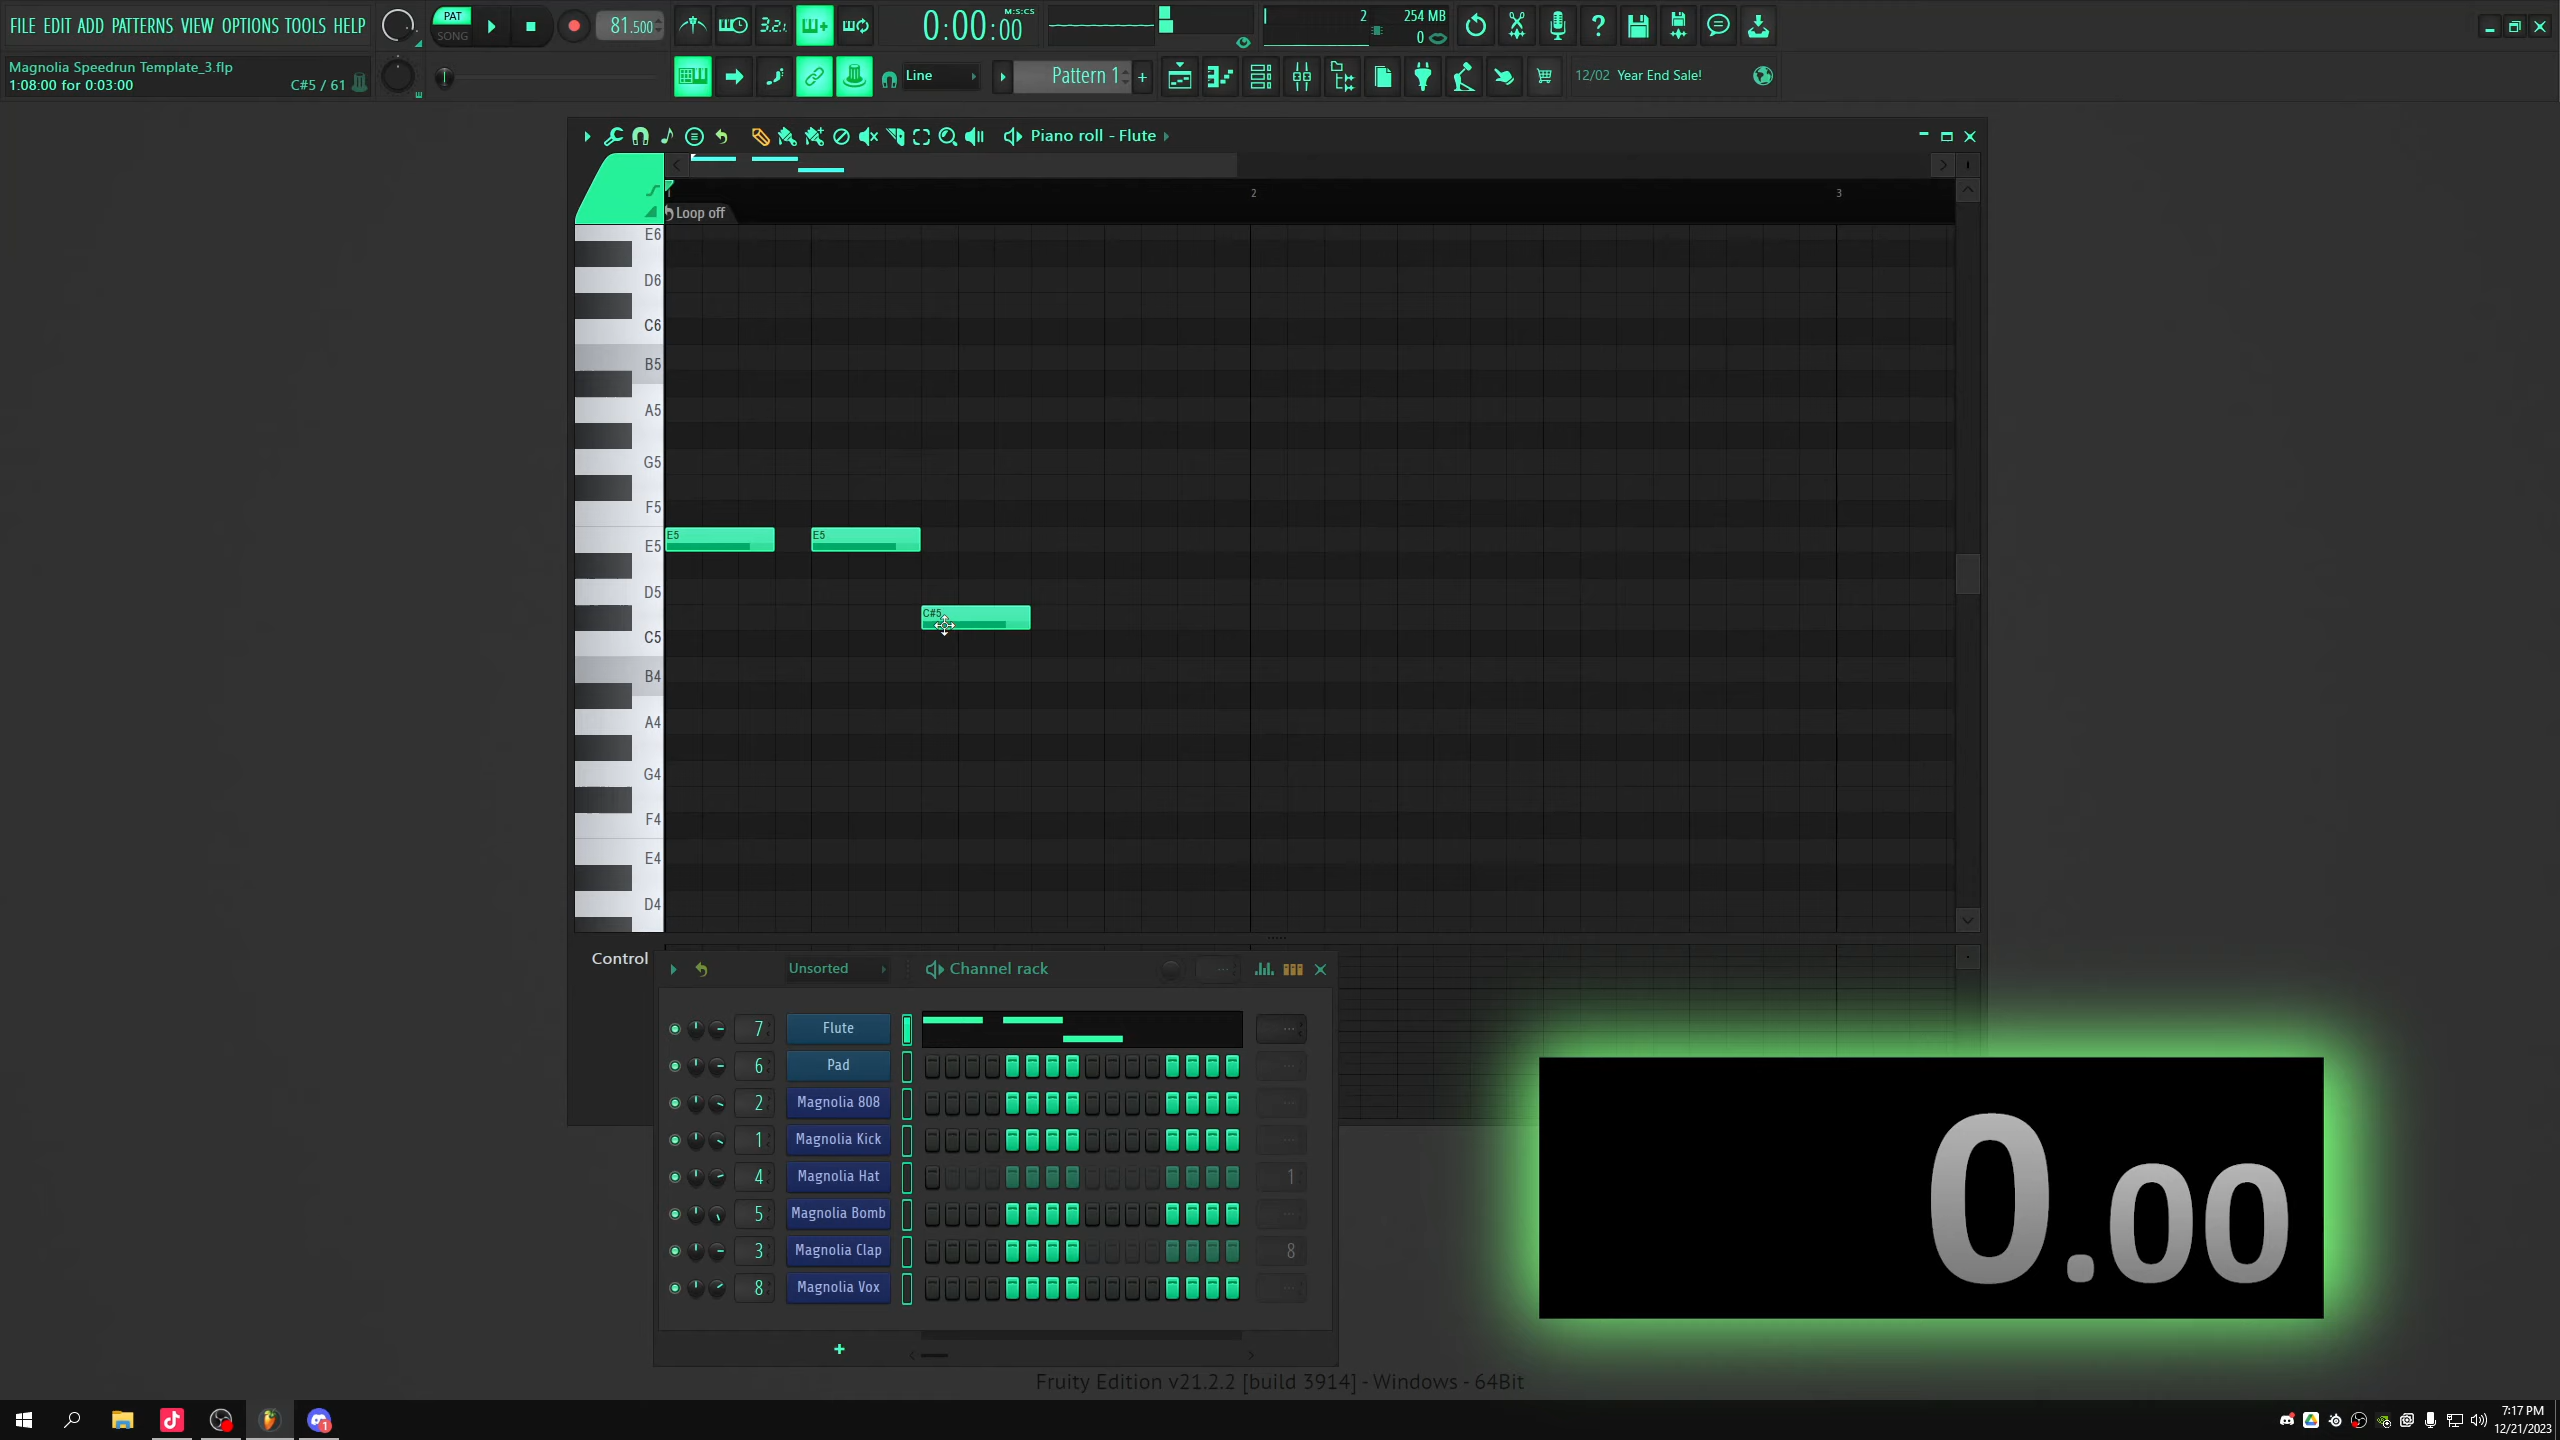 FILE EDIT ADD PATTERNS VIEW OPTIONS TOOLS HELP
PAT
SONG
81.500
3.2.1
0:00:00
M:S:CS
2
254 MB
0
Magnolia Speedrun Template_3.flp
1:08:00 for 0:03:00
C#5 / 61
Line
Pattern 1
12/02 Year End Sale!
Piano roll - Flute
1
2
3
Loop off
E6
D6
C6
B5
A5
G5
F5
E5
D5
C5
B4
A4
G4
F4
E4
D4
E5
E5
C#5
Control
Unsorted
Channel rack
7 Flute
6 Pad
2 Magnolia 808
1 Magnolia Kick
4 Magnolia Hat 1
5 Magnolia Bomb
3 Magnolia Clap 8
8 Magnolia Vox
0.00
Fruity Edition v21.2.2 [build 3914] - Windows - 64Bit
1
7:17 PM
12/21/2023